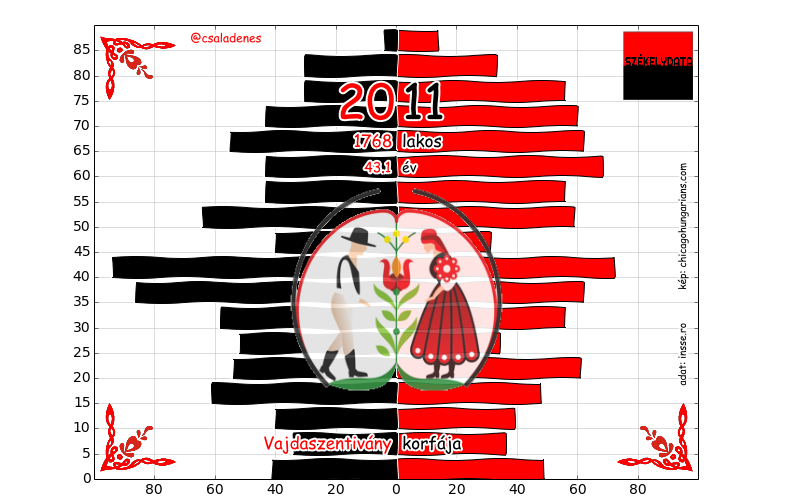 @csaladenes
SZÉKELYDATA
2011
1768 lakos
43.1 év
kép: chicagohungarians.com
adat: insse.ro
Vajdaszentivány korfája
85
80
75
70
65
60
55
50
45
40
35
30
25
20
15
10
5
0
80 60 40 20 0 20 40 60 80